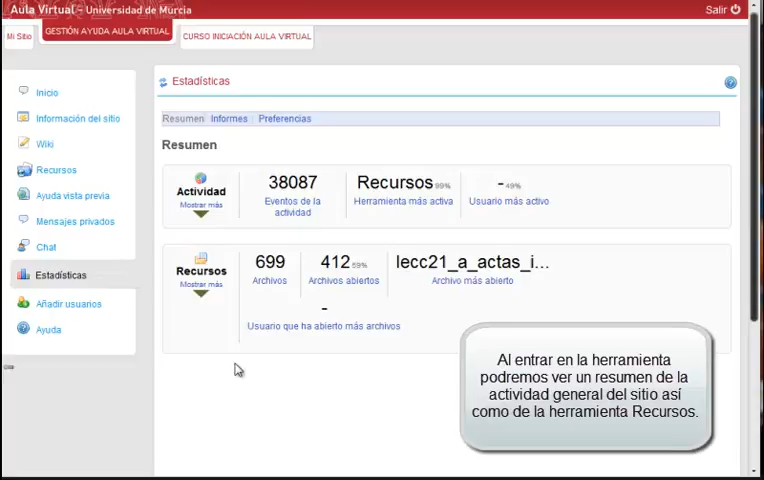 Aula Virtual - Universidad de Murcia
Salir
Mi Sitio
GESTIÓN AYUDA AULA VIRTUAL
CURSO INICIACIÓN AULA VIRTUAL
Inicio
Información del sitio
Wiki
Recursos
Ayuda vista previa
Mensajes privados
Chat
Estadísticas
Añadir usuarios
Ayuda
Estadísticas
Resumen Informes Preferencias
Resumen
Actividad
Mostrar más
38087
Eventos de la
actividad
Recursos 99%
Herramienta más activa
- 49%
Usuario más activo
Recursos
Mostrar más
699
Archivos
412 59%
Archivos abiertos
lecc21_a_actas_i...
Archivo más abierto
-
Usuario que ha abierto más archivos
Al entrar en la herramienta
podremos ver un resumen de la
actividad general del sitio así
como de la herramienta Recursos.